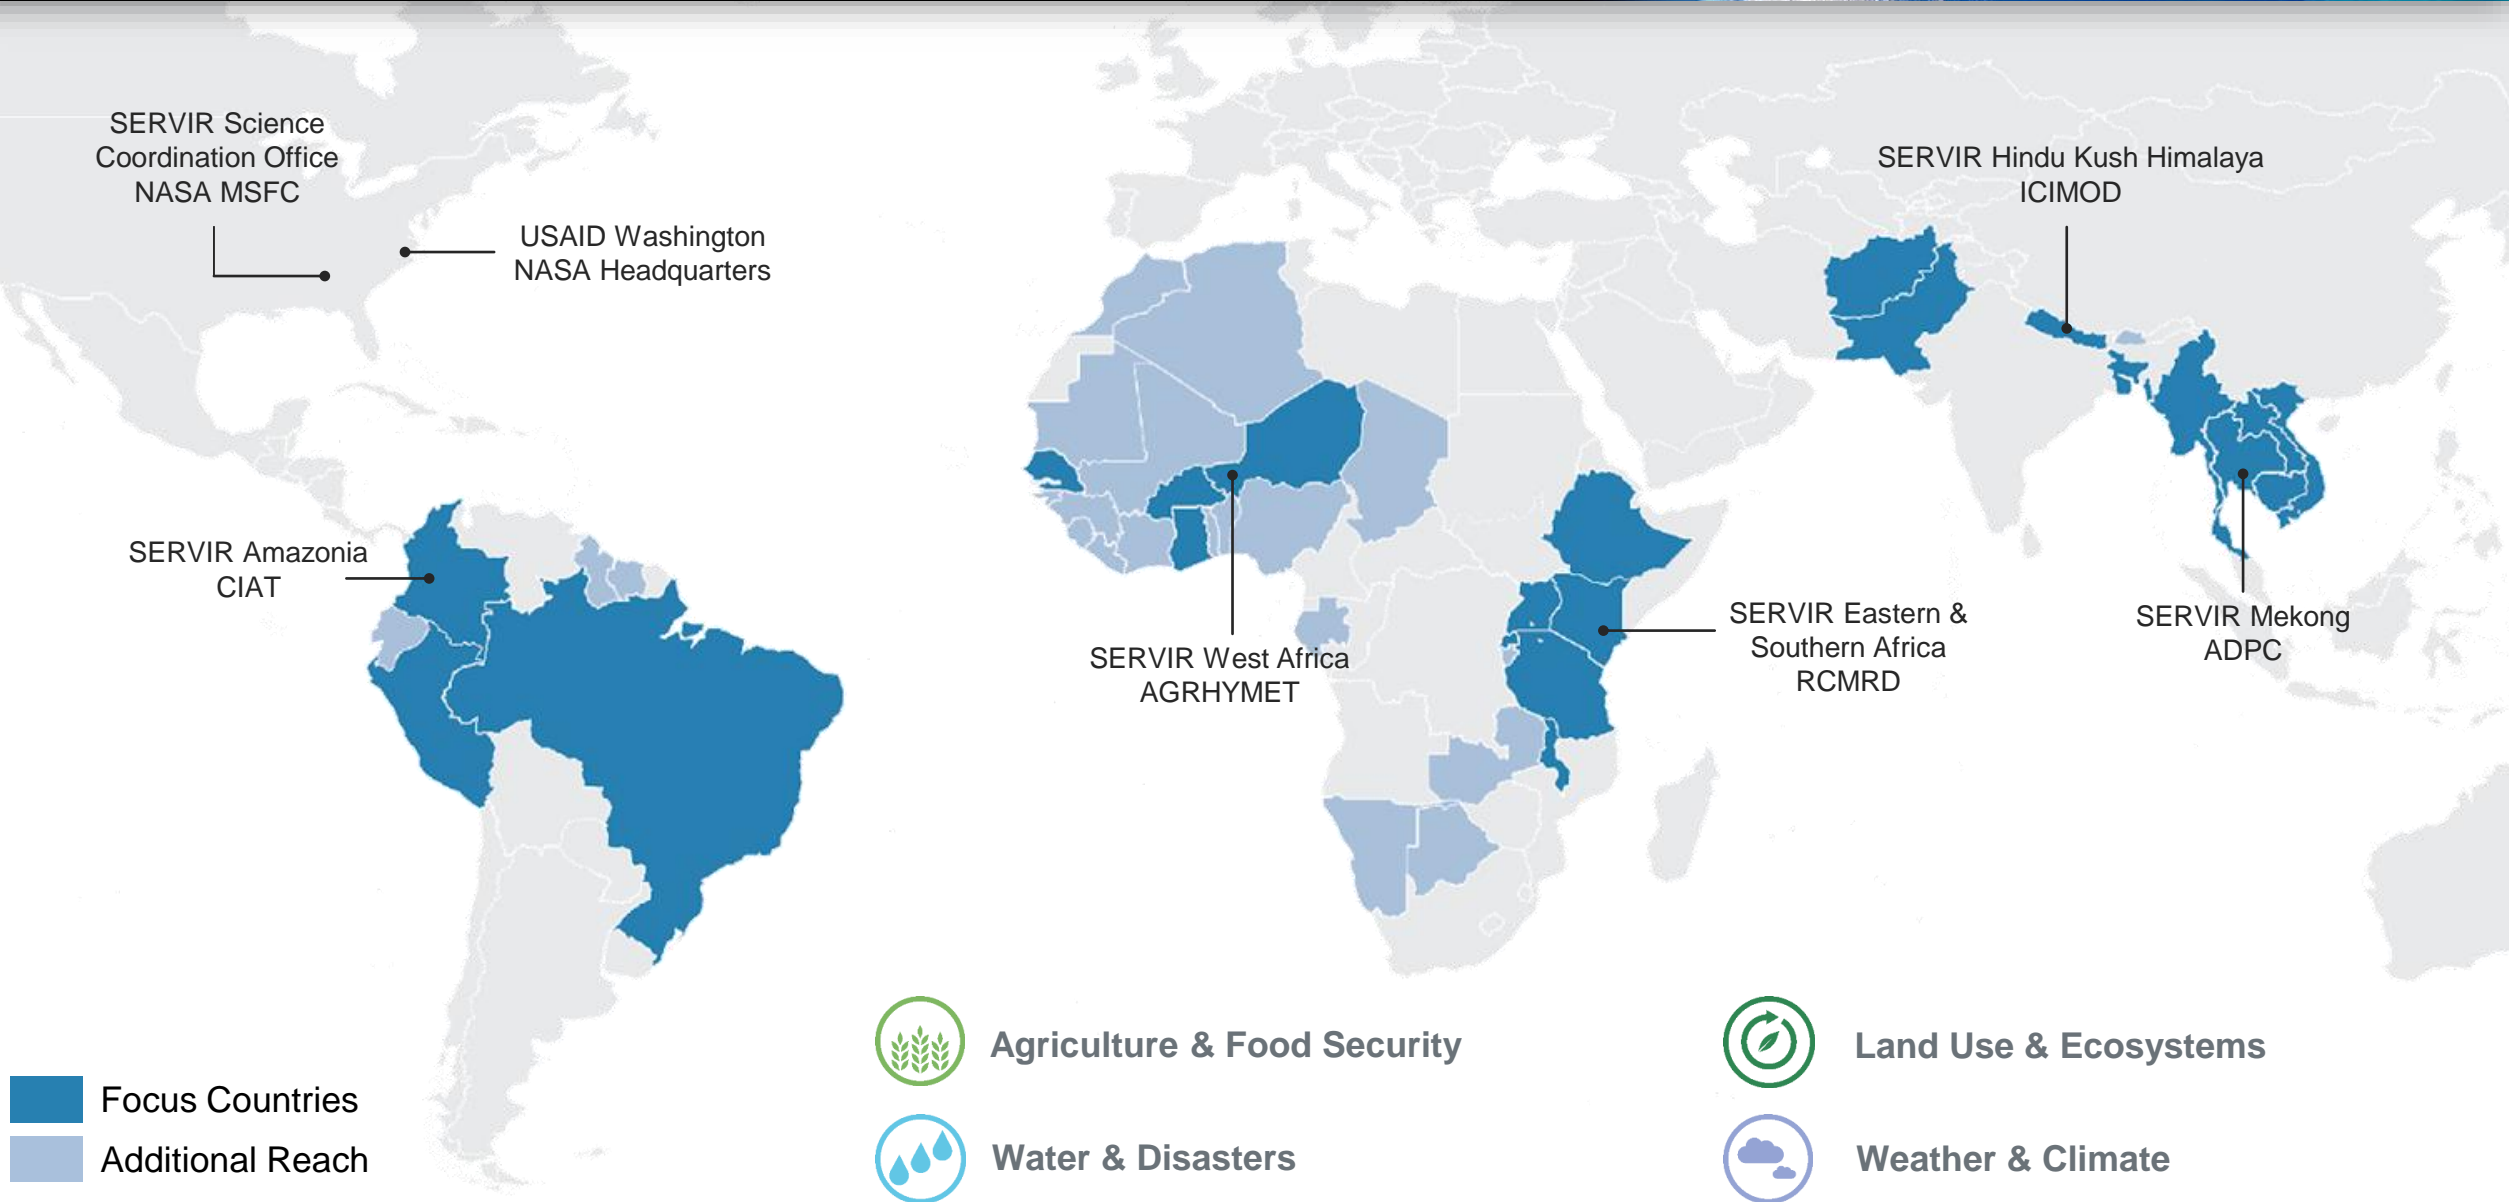 SERVIR Science
Coordination Office
NASA MSFC
USAID Washington
NASA Headquarters
SERVIR Hindu Kush Himalaya
ICIMOD
SERVIR Amazonia
CIAT
SERVIR West Africa
AGRHYMET
SERVIR Eastern &
Southern Africa
RCMRD
SERVIR Mekong
ADPC
Focus Countries
Additional Reach
Agriculture & Food Security
Water & Disasters
Land Use & Ecosystems
Weather & Climate